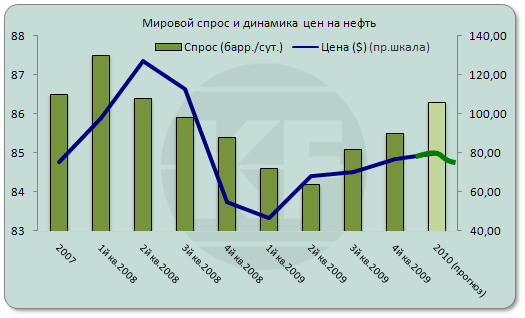 Мировой спрос и динамика цен на нефть
Спрос (барр./сут.) Цена ($) (пр.шкала)
88 140,00
87 120,00
86 100,00
85 80,00
84 60,00
83 40,00
2007 1й кв.2008 2й кв.2008 3й кв.2008 4й кв.2008 1й кв.2009 2й кв.2009 3й кв.2009 4й кв.2009 2010 (прогноз)